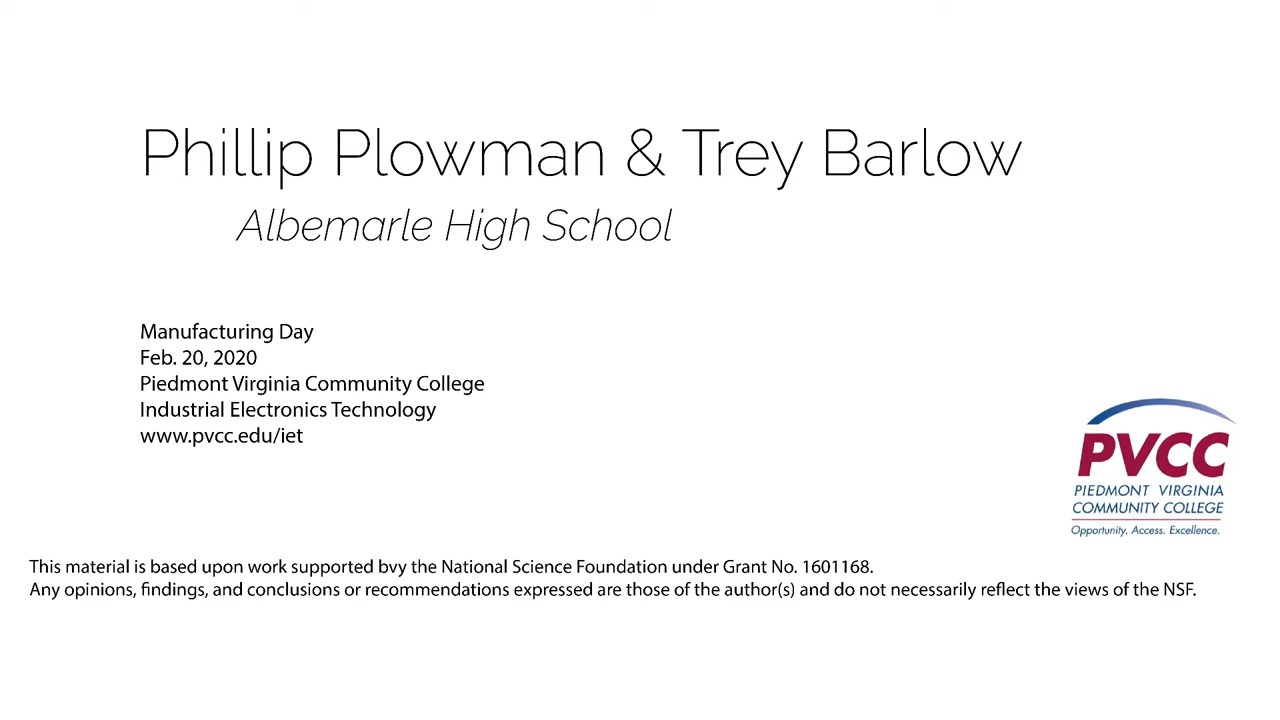 Phillip Plowman & Trey Barlow
Albemarle High School
Manufacturing Day
Feb. 20, 2020
Piedmont Virginia Community College
Industrial Electronics Technology
www.pvcc.edu/iet
PVCC
PIEDMONT VIRGINIA
COMMUNITY COLLEGE
Opportunity. Access. Excellence.
This material is based upon work supported bvy the National Science Foundation under Grant No. 1601168.
Any opinions, findings, and conclusions or recommendations expressed are those of the author(s) and do not necessarily reflect the views of the NSF.